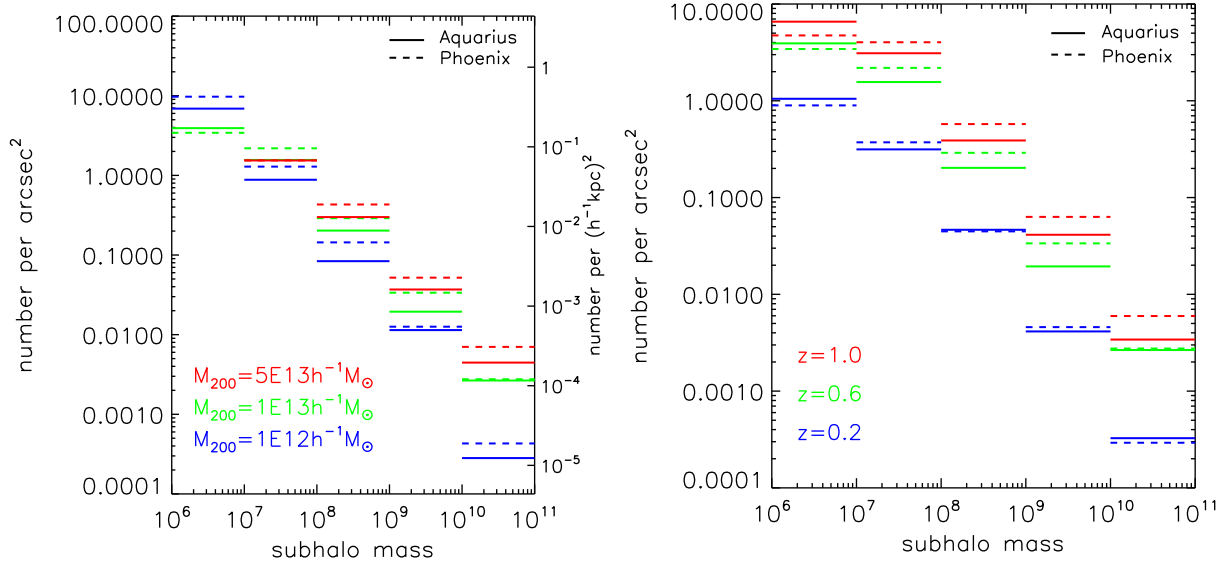 100.0000
10.0000
1.0000
0.1000
0.0100
0.0010
0.0001
number per arcsec²
Aquarius
Phoenix
1
10⁻¹
10⁻²
10⁻³
10⁻⁴
10⁻⁵
number per (h⁻¹kpc)²
M₂₀₀=5E13h⁻¹M☉
M₂₀₀=1E13h⁻¹M☉
M₂₀₀=1E12h⁻¹M☉
10⁶ 10⁷ 10⁸ 10⁹ 10¹⁰ 10¹¹
subhalo mass
10.0000
1.0000
0.1000
0.0100
0.0010
0.0001
number per arcsec²
Aquarius
Phoenix
z=1.0
z=0.6
z=0.2
10⁶ 10⁷ 10⁸ 10⁹ 10¹⁰ 10¹¹
subhalo mass